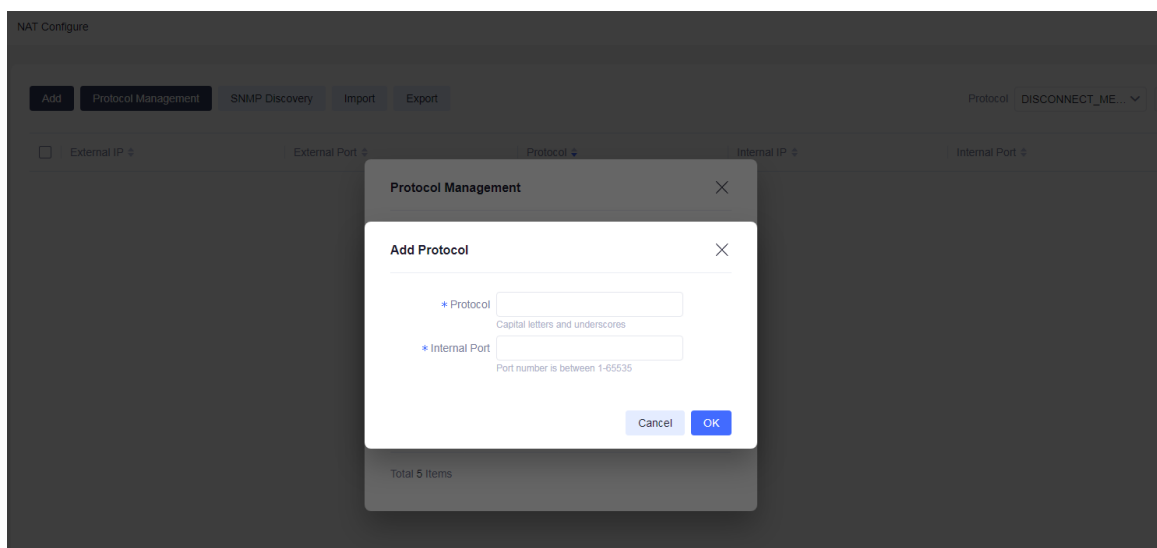 NAT Configure
Add Protocol Management SNMP Discovery Import Export Protocol DISCONNECT_ME...
External IP External Port Protocol Internal IP Internal Port
Protocol Management
Add Protocol
* Protocol
Capital letters and underscores
* Internal Port
Port number is between 1-65535
Cancel OK
Total 5 Items